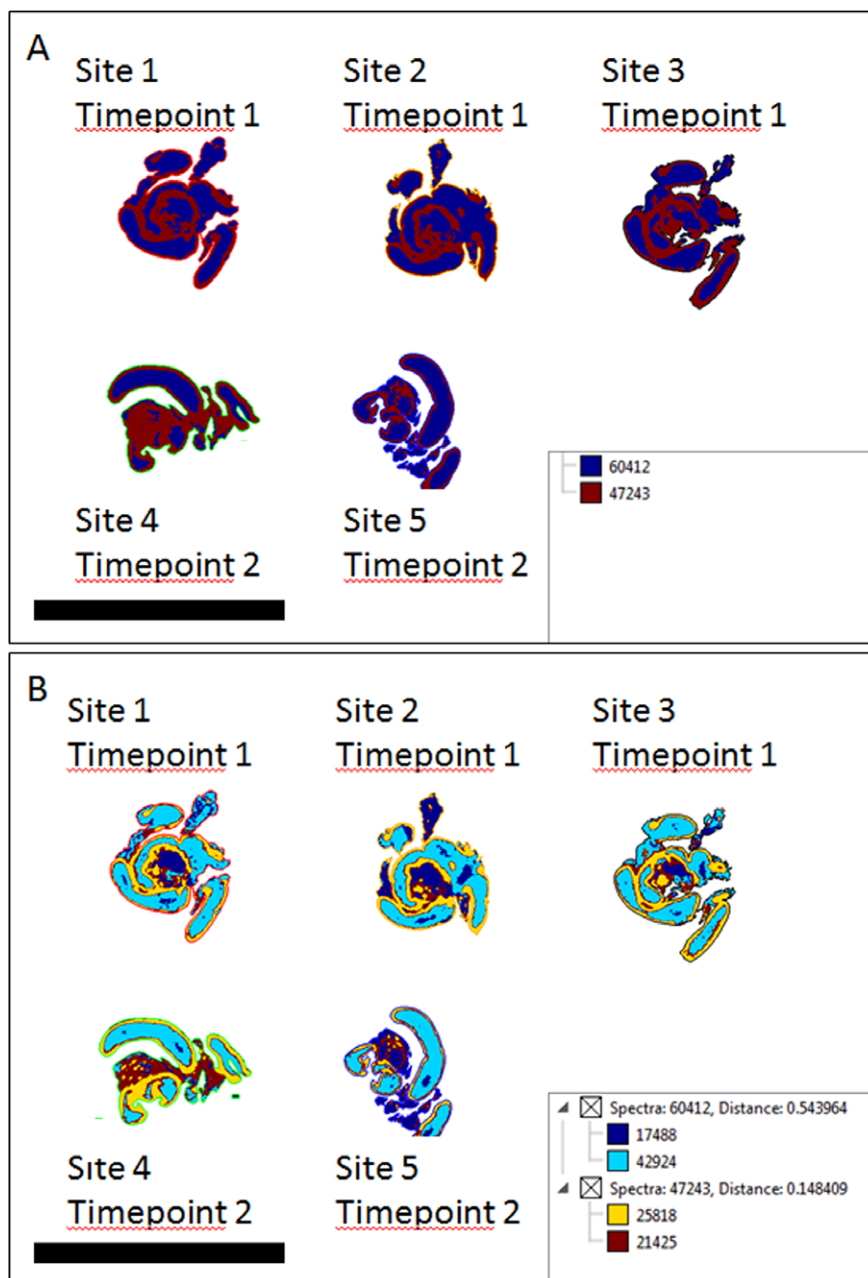 A
Site 1
Timepoint 1
Site 2
Timepoint 1
Site 3
Timepoint 1
Site 4
Timepoint 2
Site 5
Timepoint 2
60412
47243
B
Site 1
Timepoint 1
Site 2
Timepoint 1
Site 3
Timepoint 1
Site 4
Timepoint 2
Site 5
Timepoint 2
Spectra: 60412, Distance: 0.543964
17488
42924
Spectra: 47243, Distance: 0.148409
25818
21425